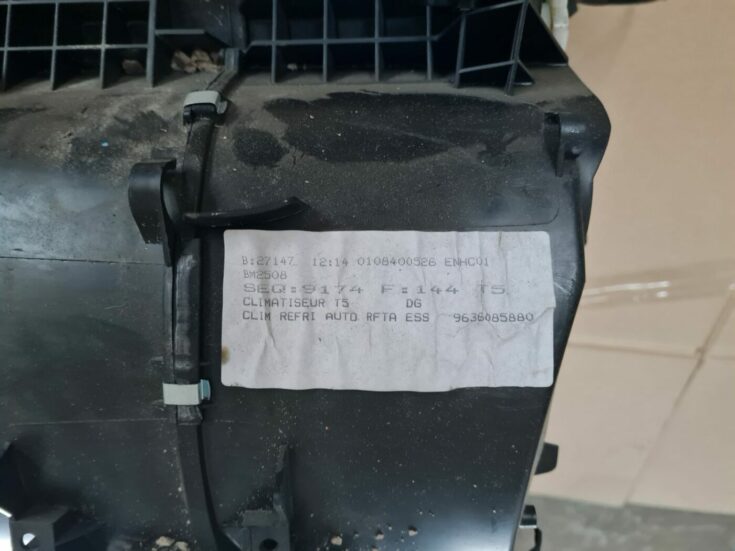 B:27147 12:14 0108400526 ENHC01
BM2508
SEQ:9174 F:144 T5
CLIMATISEUR T5 DG
CLIM REFRI AUTO RFTA ESS 9636085880